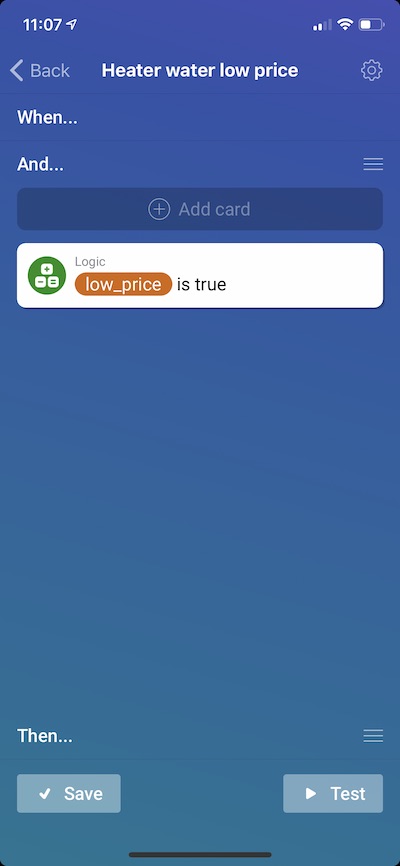 11:07
Back
Heater water low price
When...
And...
Add card
Logic
low_price is true
Then...
Save
Test